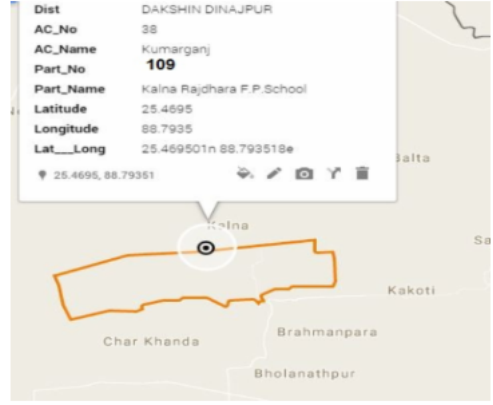 Dist DAKSHIN DINAJPUR
AC_No 38
AC_Name Kumarganj
Part_No 109
Part_Name Kalna Rajdhara F.P.School
Latitude 25.4695
Longitude 88.7935
Lat___Long 25.469501n 88.793518e
25.4695, 88.79351
Balta
Kalna
Sa
Kakoti
Brahmanpara
Char Khanda
Bholanathpur